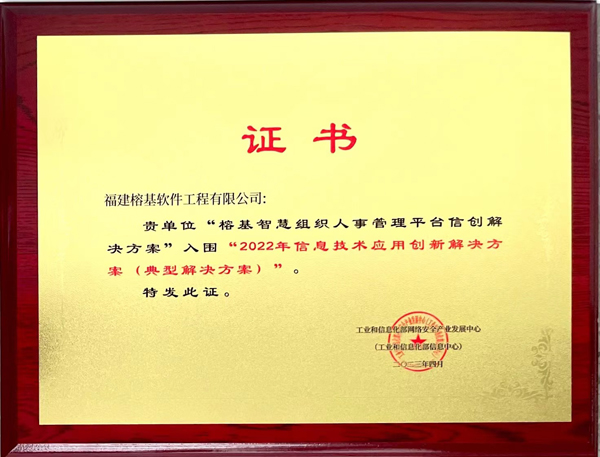 证书
福建榕基软件工程有限公司:
贵单位“榕基智慧组织人事管理平台信创解
决方案”入围“2022年信息技术应用创新解决方
案（典型解决方案）”。
特发此证。
工业和信息化部网络安全产业发展中心
（工业和信息化部信息中心）
二〇二三年四月